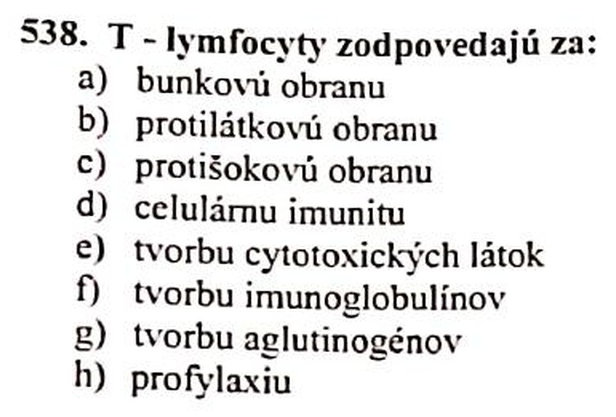 538. T - lymfocyty zodpovedajú za:
a) bunkovú obranu
b) protilátkovú obranu
c) protišokovú obranu
d) celulárnu imunitu
e) tvorbu cytotoxických látok
f) tvorbu imunoglobulínov
g) tvorbu aglutinogénov
h) profylaxiu